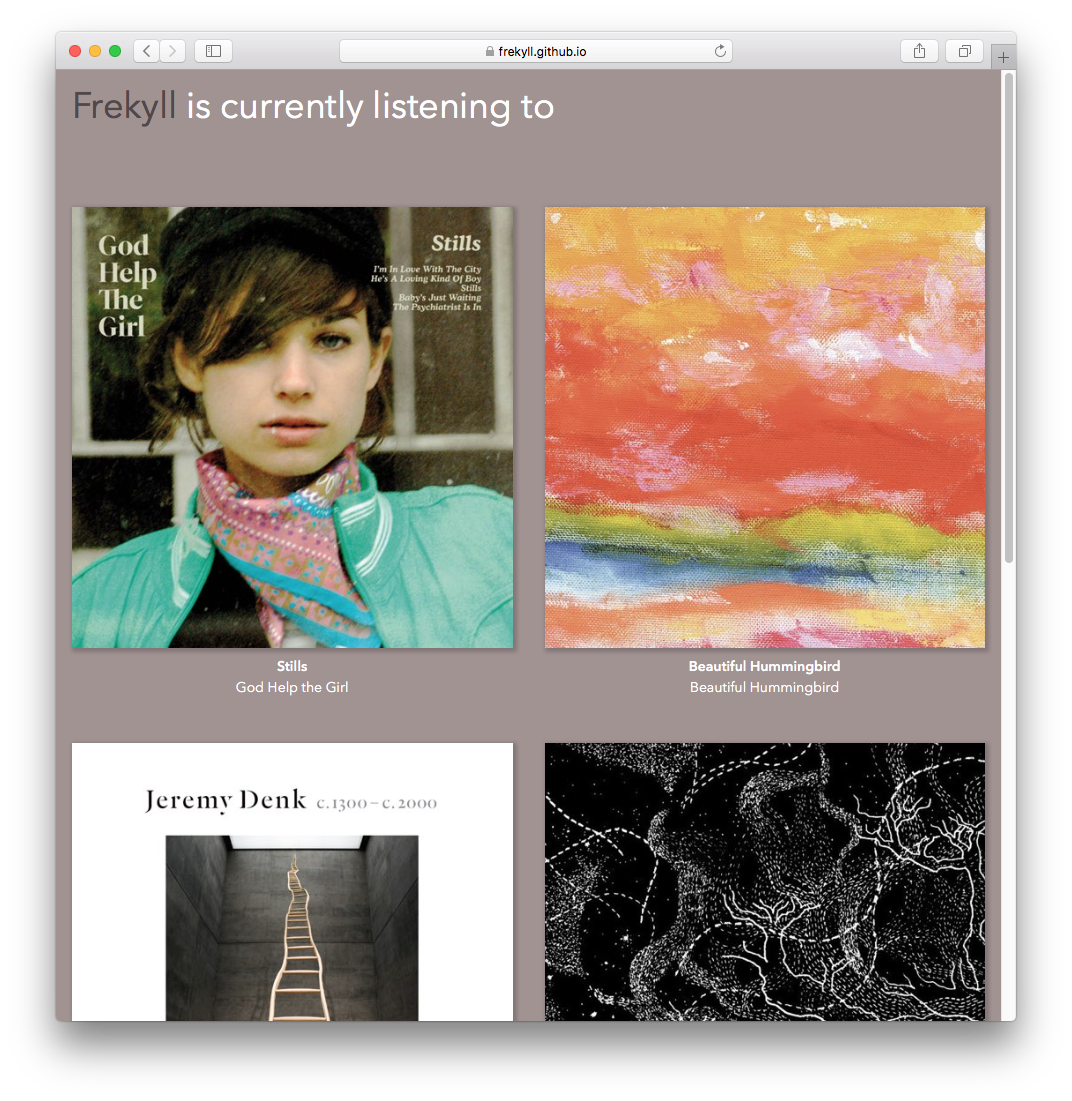 frekyll.github.io
Frekyll is currently listening to
God
Help
The
Girl
Stills
I'm In Love With The City
He's A Loving Kind Of Boy
Stills
Baby's Just Waiting
The Psychiatrist Is In
Stills
God Help the Girl
Beautiful Hummingbird
Beautiful Hummingbird
Jeremy Denk c.1300–c.2000